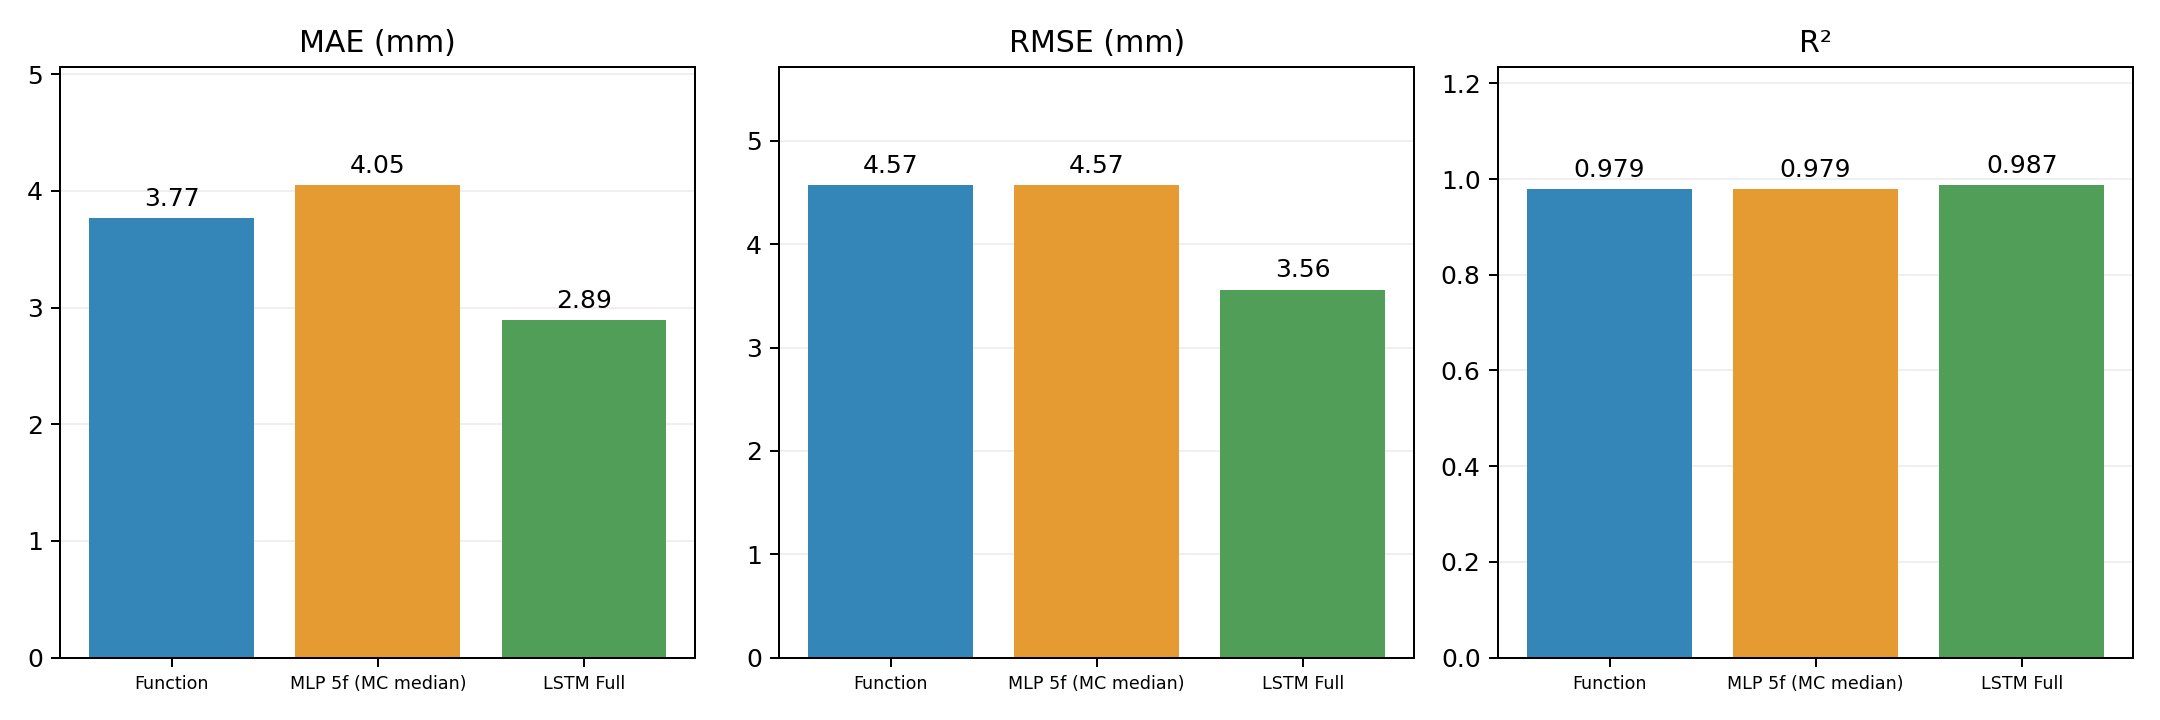 MAE (mm)
5
4
3
2
1
0
3.77
4.05
2.89
Function
MLP 5f (MC median)
LSTM Full
RMSE (mm)
5
4
3
2
1
0
4.57
4.57
3.56
Function
MLP 5f (MC median)
LSTM Full
R²
1.2
1.0
0.8
0.6
0.4
0.2
0.0
0.979
0.979
0.987
Function
MLP 5f (MC median)
LSTM Full